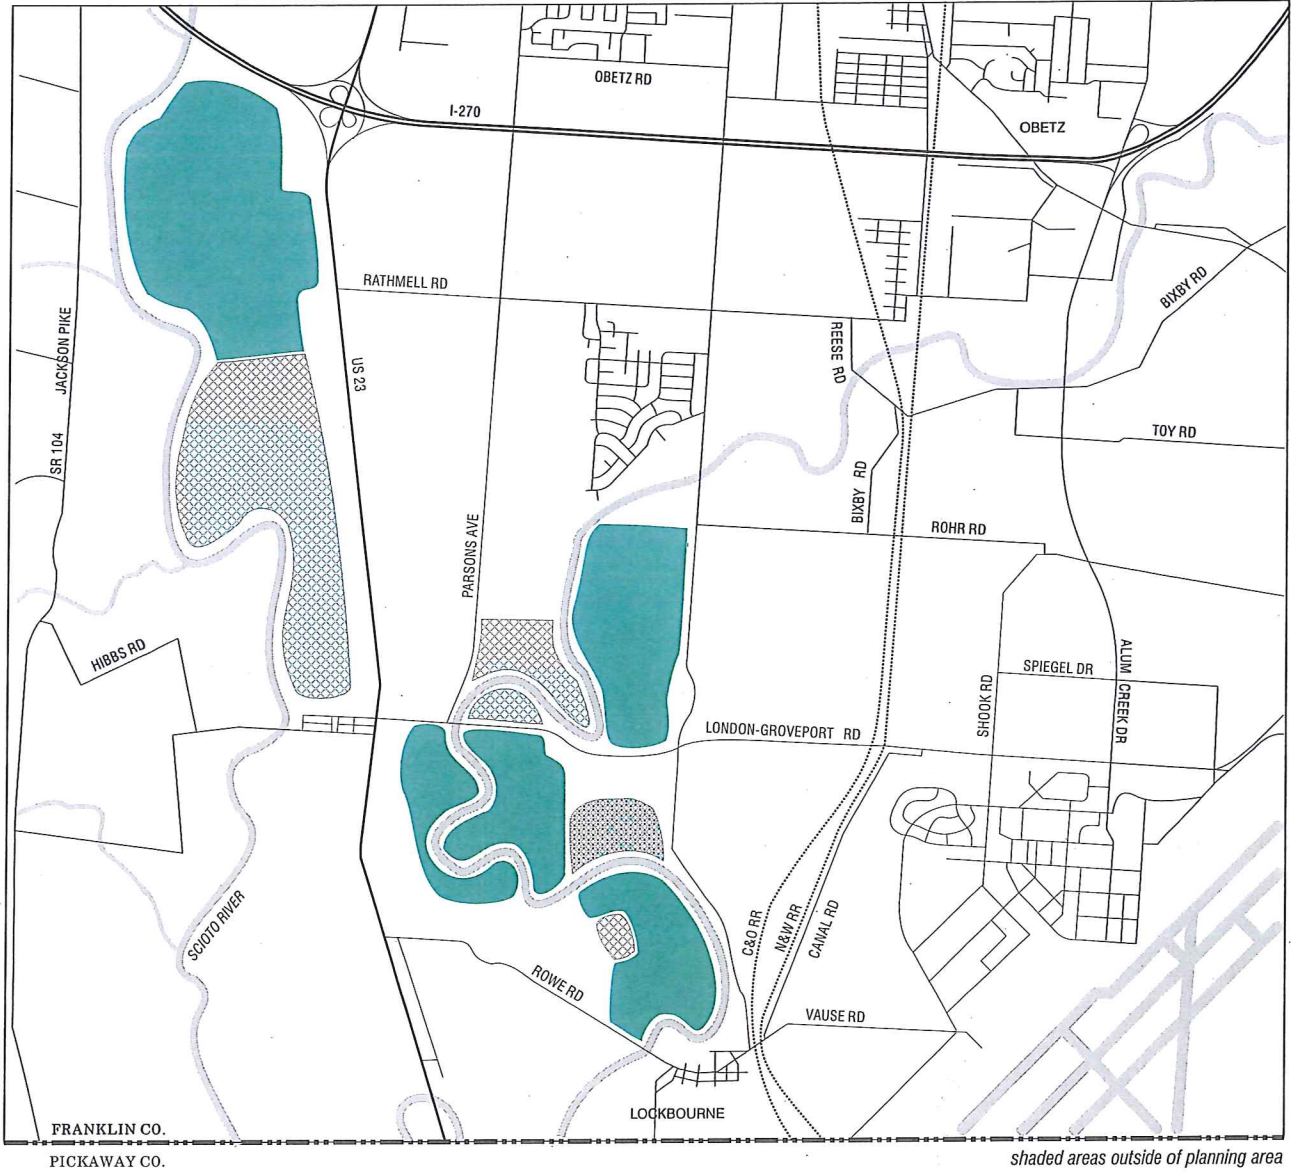 OBETZ RD
I-270
OBETZ
RATHMELL RD
BIXBY RD
JACKSON PIKE
US 23
REESE RD
SR 104
TOY RD
BIXBY RD
ROHR RD
PARSONS AVE
HIBBS RD
ALUM CREEK DR
SPIEGEL DR
SHOOK RD
LONDON-GROVEPORT RD
SCIOTO RIVER
C&O RR
N&W RR
CANAL RD
ROWE RD
VAUSE RD
LOCKBOURNE
FRANKLIN CO.
PICKAWAY CO.
shaded areas outside of planning area